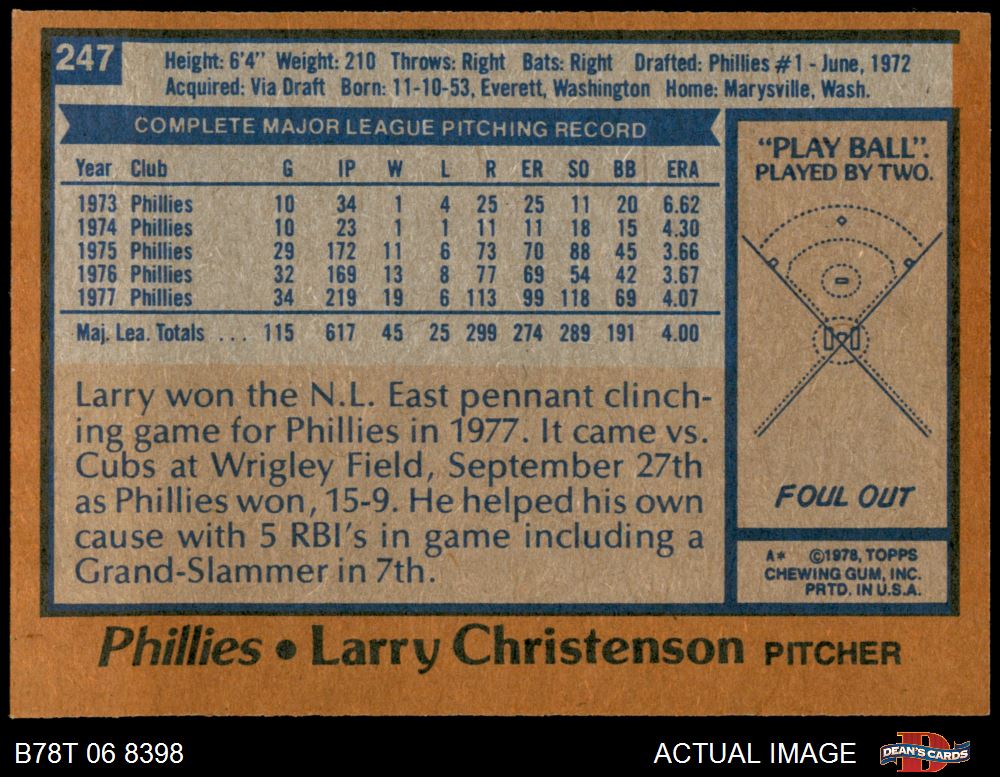 247
Height: 6'4" Weight: 210 Throws: Right Bats: Right Drafted: Phillies #1 - June, 1972
Acquired: Via Draft Born: 11-10-53, Everett, Washington Home: Marysville, Wash.
COMPLETE MAJOR LEAGUE PITCHING RECORD
Year Club G IP W L R ER SO BB ERA
1973 Phillies 10 34 1 4 25 25 11 20 6.62
1974 Phillies 10 23 1 1 11 11 18 15 4.30
1975 Phillies 29 172 11 6 73 70 88 45 3.66
1976 Phillies 32 169 13 8 77 69 54 42 3.67
1977 Phillies 34 219 19 6 113 99 118 69 4.07
Maj. Lea. Totals ... 115 617 45 25 299 274 289 191 4.00
Larry won the N.L. East pennant clinch-
ing game for Phillies in 1977. It came vs.
Cubs at Wrigley Field, September 27th
as Phillies won, 15-9. He helped his own
cause with 5 RBI's in game including a
Grand-Slammer in 7th.
"PLAY BALL".
PLAYED BY TWO.
FOUL OUT
A* ©1978, TOPPS
CHEWING GUM, INC.
PRTD. IN U.S.A.
Phillies • Larry Christenson PITCHER
B78T 06 8398
ACTUAL IMAGE
DEAN'S CARDS